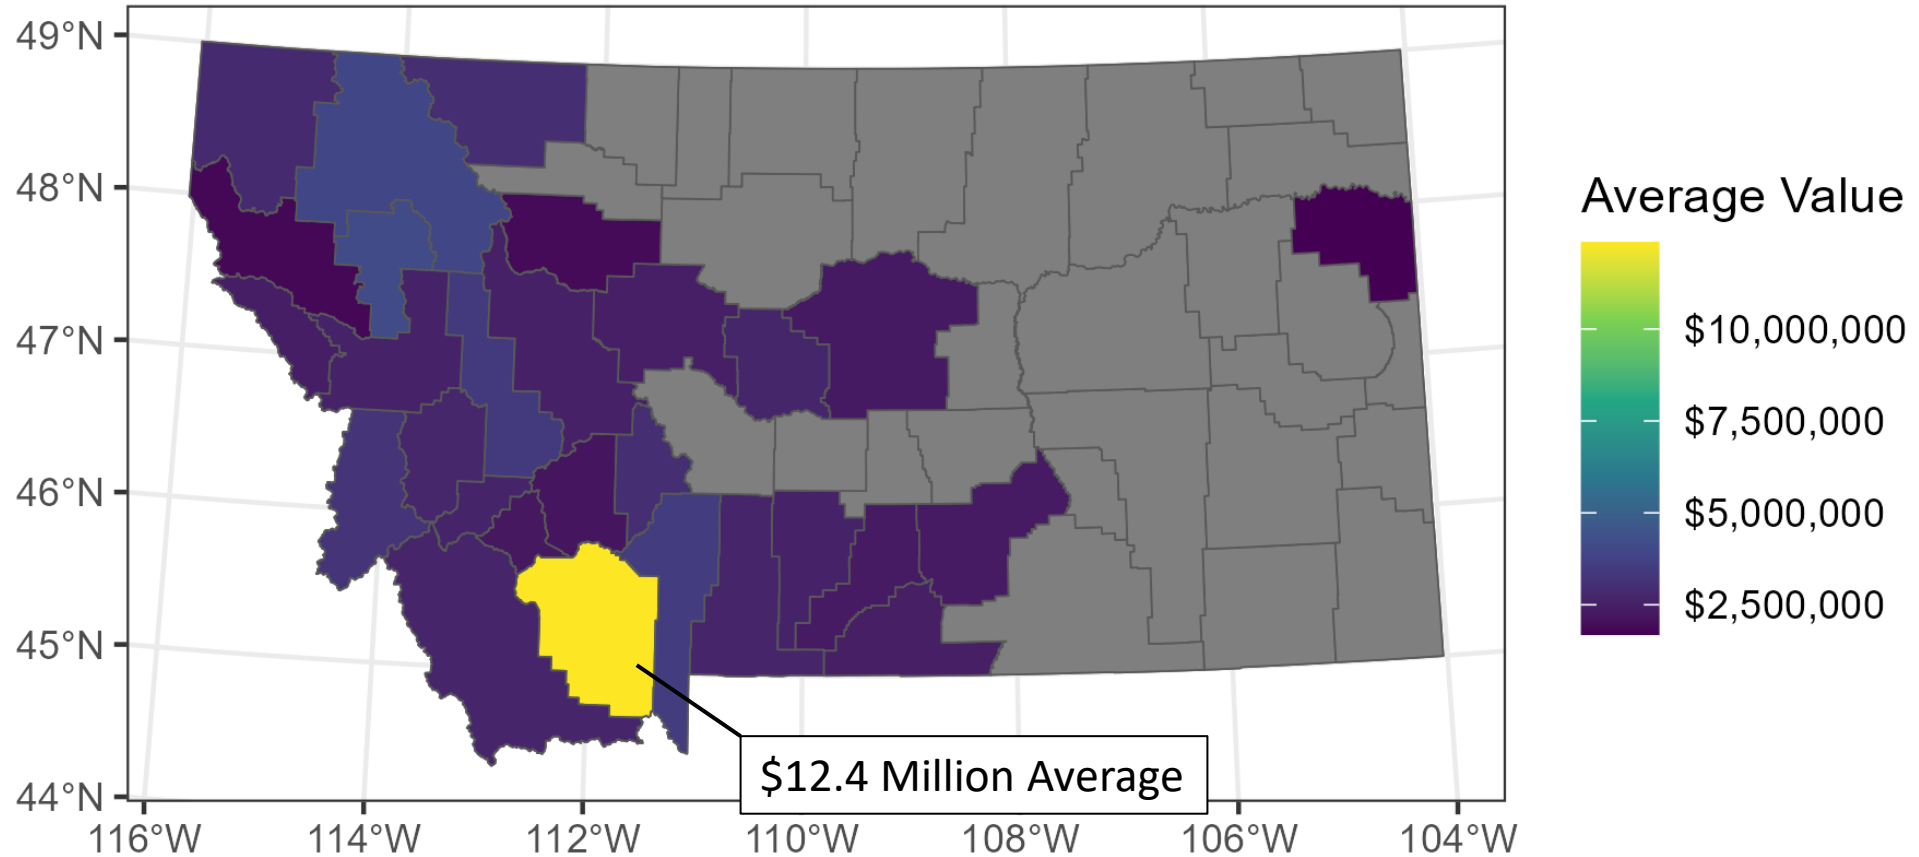 49°N
48°N
47°N
46°N
45°N
44°N
116°W 114°W 112°W 110°W 108°W 106°W 104°W
$12.4 Million Average
Average Value
$10,000,000
$7,500,000
$5,000,000
$2,500,000